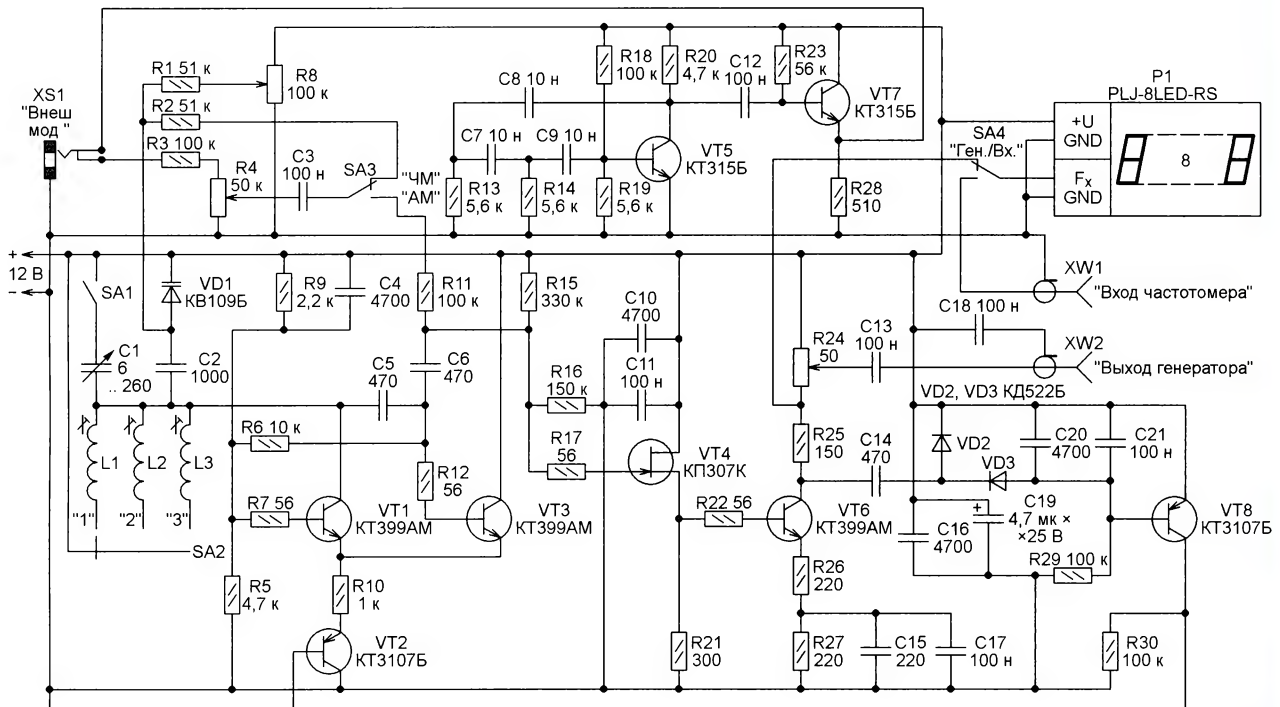 XS1
"Внеш
мод "
R1 51 к
R2 51 к
R3 100 к
R8
100 к
R4
50 к
C3
100 н
SA3
"ЧМ"
"АМ"
C8 10 н
C7 10 н
C9 10 н
R13
5,6 к
R14
5,6 к
R19
5,6 к
R18
100 к
R20
4,7 к
C12
100 н
R23
56 к
VT7
КТ315Б
VT5
КТ315Б
R28
510
SA4
"Ген./Вх."
P1
PLJ-8LED-RS
+U
GND
Fx
GND
8
+
12 В
–
SA1
VD1
КВ109Б
R9
2,2 к
C4
4700
R11
100 к
R15
330 к
C10
4700
C11
100 н
C1
6
.. 260
C2
1000
C5
470
C6
470
R16
150 к
R17
56
VT4
КП307К
R24
50
C13
100 н
C18 100 н
XW1
"Вход частотомера"
XW2
"Выход генератора"
VD2, VD3 КД522Б
L1
L2
L3
"1"
"2"
"3"
SA2
R6 10 к
R7 56
R12
56
VT1
КТ399АМ
VT3
КТ399АМ
R5
4,7 к
R10
1 к
VT2
КТ3107Б
R22 56
R21
300
R25
150
C14
470
VT6
КТ399АМ
R26
220
R27
220
C15
220
C17
100 н
VD2
VD3
C20
4700
C21
100 н
C16
4700
+
C19
4,7 мк ×
×25 В
R29 100 к
VT8
КТ3107Б
R30
100 к